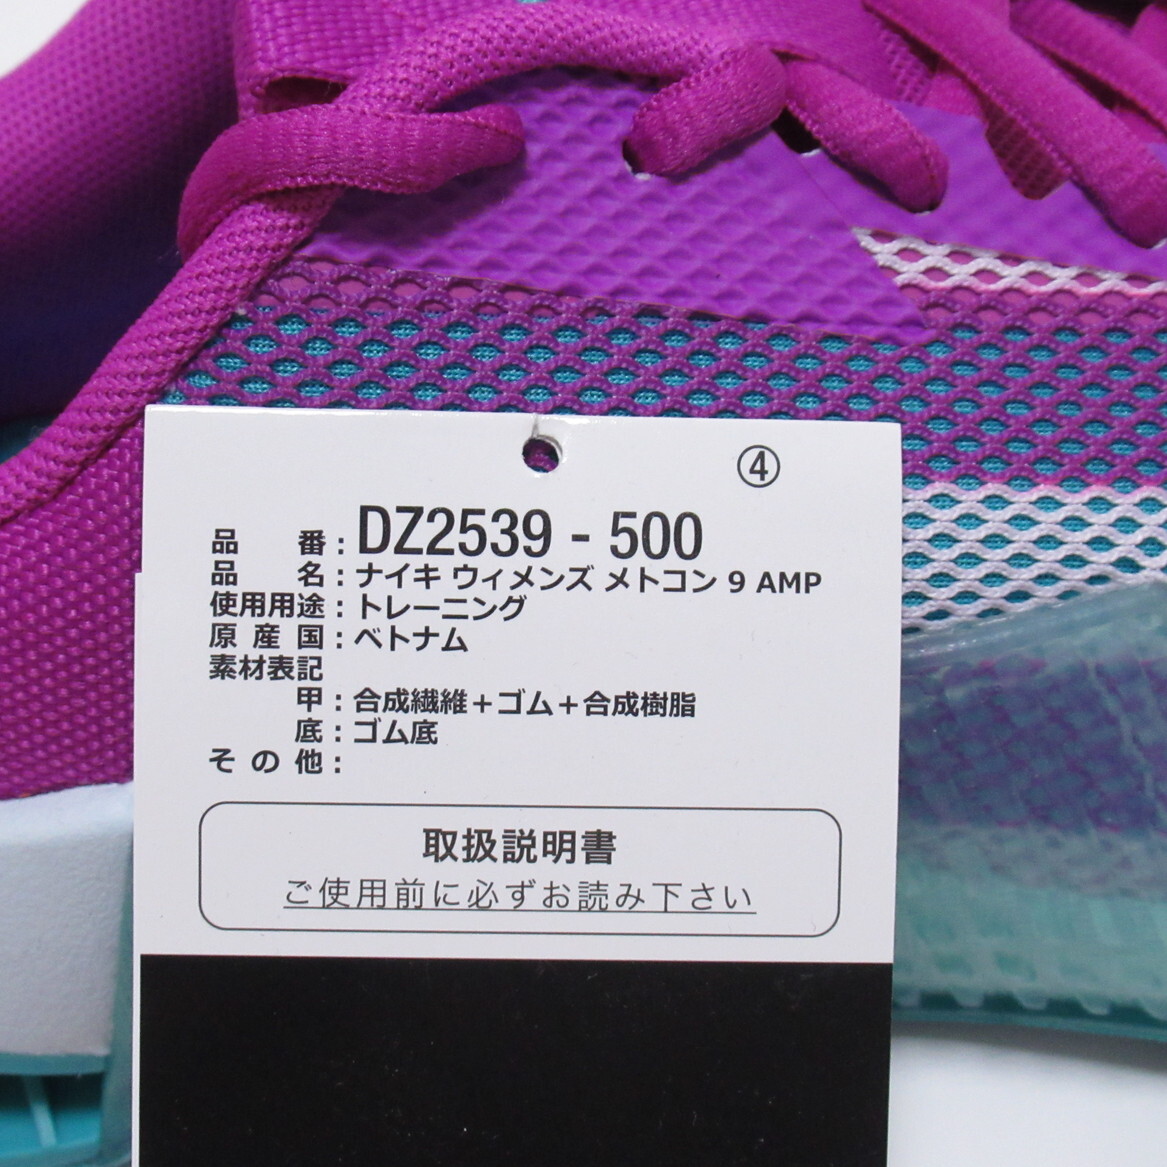 ④
品 番 : DZ2539 - 500
品 名 : ナイキ ウィメンズ メトコン 9 AMP
使用用途 : トレーニング
原 産 国 : ベトナム
素材表記
甲 : 合成繊維＋ゴム＋合成樹脂
底 : ゴム底
そ の 他 :
取扱説明書
ご使用前に必ずお読み下さい